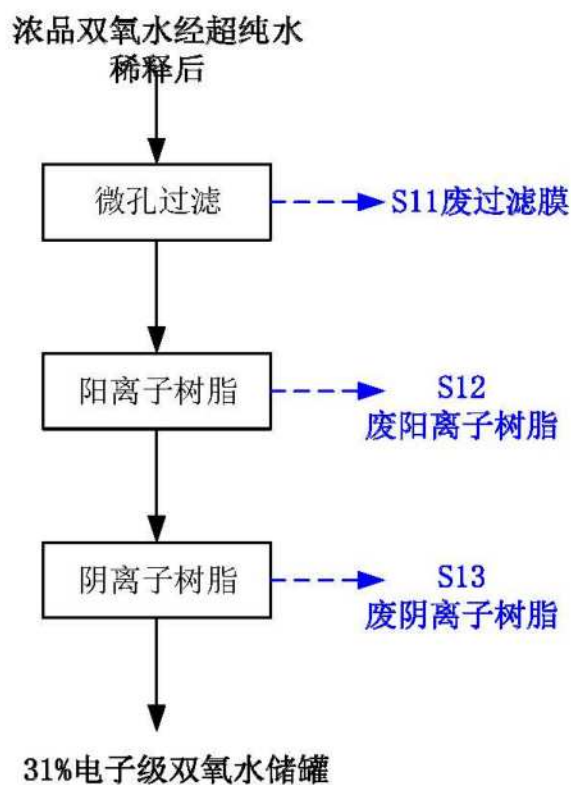 浓品双氧水经超纯水
稀释后
微孔过滤
S11废过滤膜
阳离子树脂
S12
废阳离子树脂
阴离子树脂
S13
废阴离子树脂
31%电子级双氧水储罐